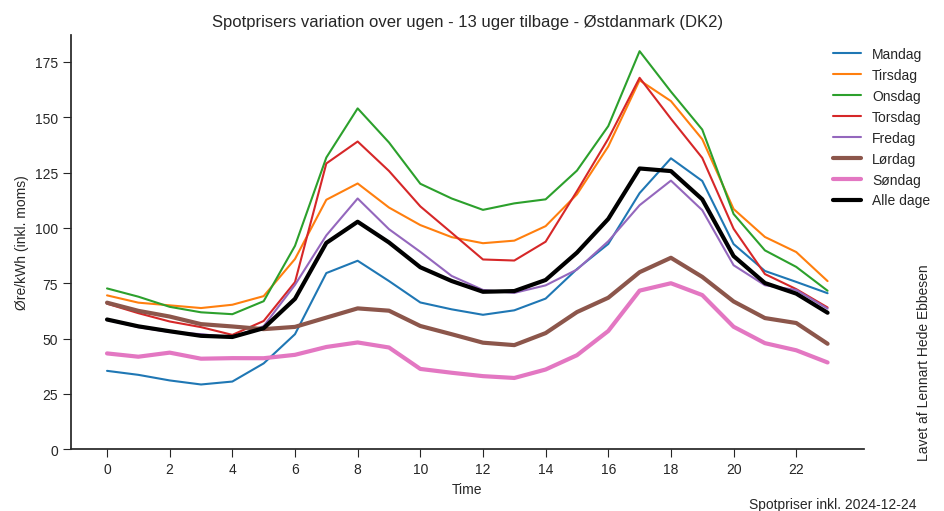 Spotprisers variation over ugen - 13 uger tilbage - Østdanmark (DK2)
Øre/kWh (inkl. moms)
175
150
125
100
75
50
25
0
0 2 4 6 8 10 12 14 16 18 20 22
Time
Mandag
Tirsdag
Onsdag
Torsdag
Fredag
Lørdag
Søndag
Alle dage
Lavet af Lennart Hede Ebbesen
Spotpriser inkl. 2024-12-24